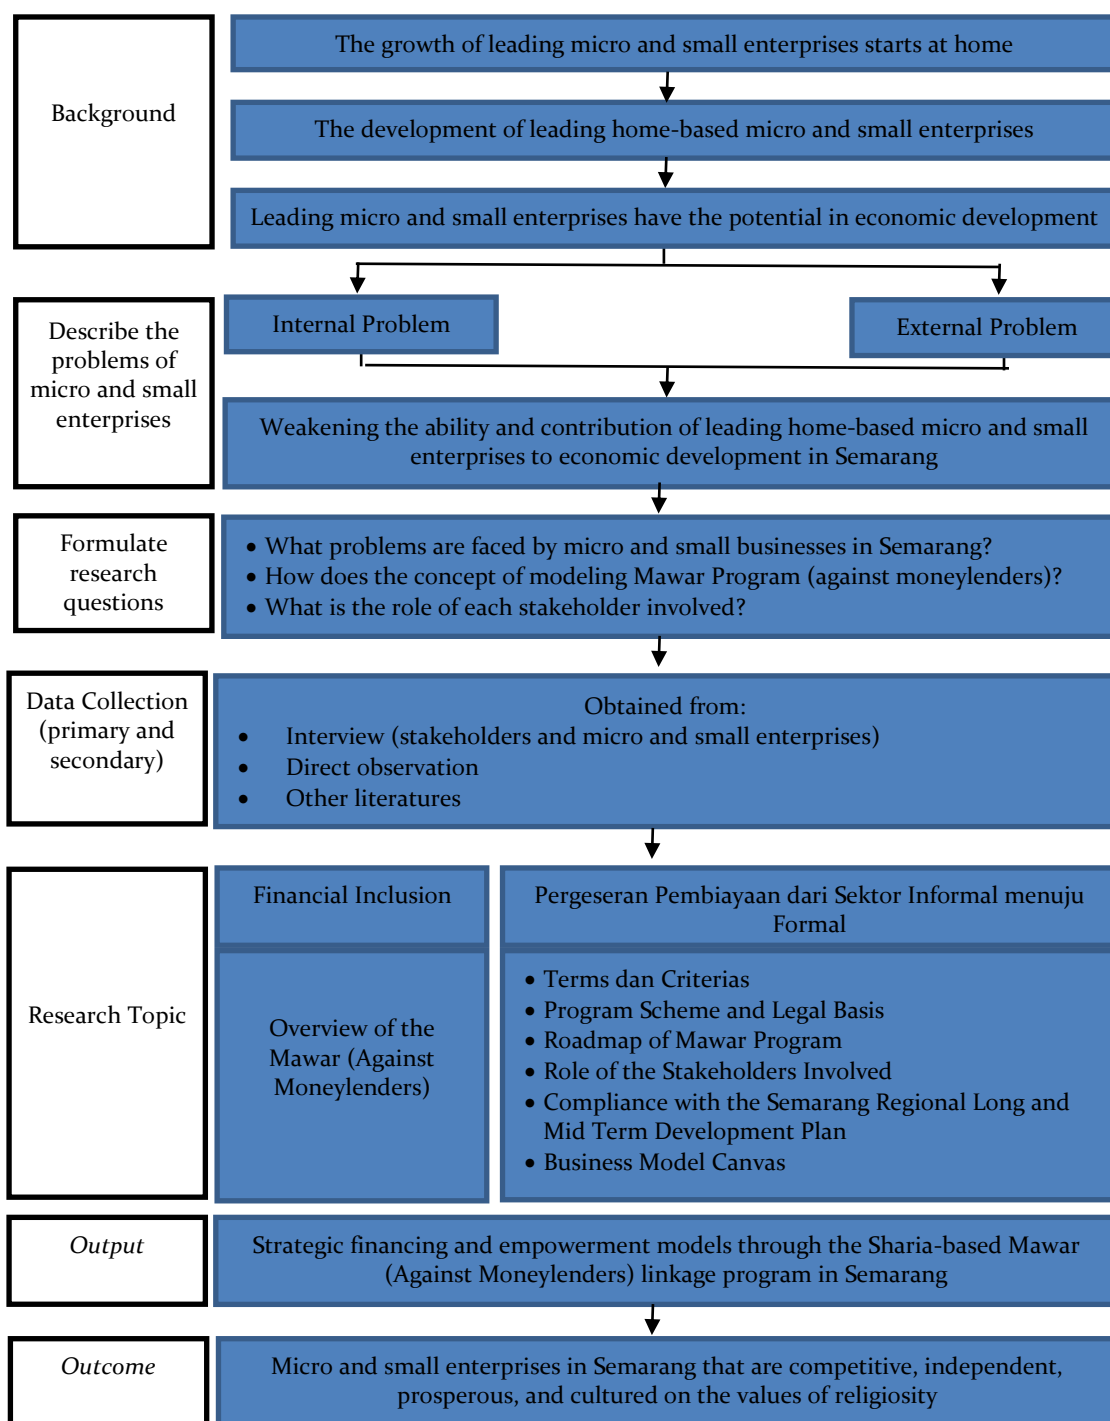 Background
The growth of leading micro and small enterprises starts at home
The development of leading home-based micro and small enterprises
Leading micro and small enterprises have the potential in economic development
Describe the
problems of
micro and small
enterprises
Internal Problem
External Problem
Weakening the ability and contribution of leading home-based micro and small
enterprises to economic development in Semarang
Formulate
research
questions
• What problems are faced by micro and small businesses in Semarang?
• How does the concept of modeling Mawar Program (against moneylenders)?
• What is the role of each stakeholder involved?
Data Collection
(primary and
secondary)
Obtained from:
• Interview (stakeholders and micro and small enterprises)
• Direct observation
• Other literatures
Research Topic
Financial Inclusion
Overview of the
Mawar (Against
Moneylenders)
Pergeseran Pembiayaan dari Sektor Informal menuju
Formal
• Terms dan Criterias
• Program Scheme and Legal Basis
• Roadmap of Mawar Program
• Role of the Stakeholders Involved
• Compliance with the Semarang Regional Long and
Mid Term Development Plan
• Business Model Canvas
Output
Strategic financing and empowerment models through the Sharia-based Mawar
(Against Moneylenders) linkage program in Semarang
Outcome
Micro and small enterprises in Semarang that are competitive, independent,
prosperous, and cultured on the values of religiosity